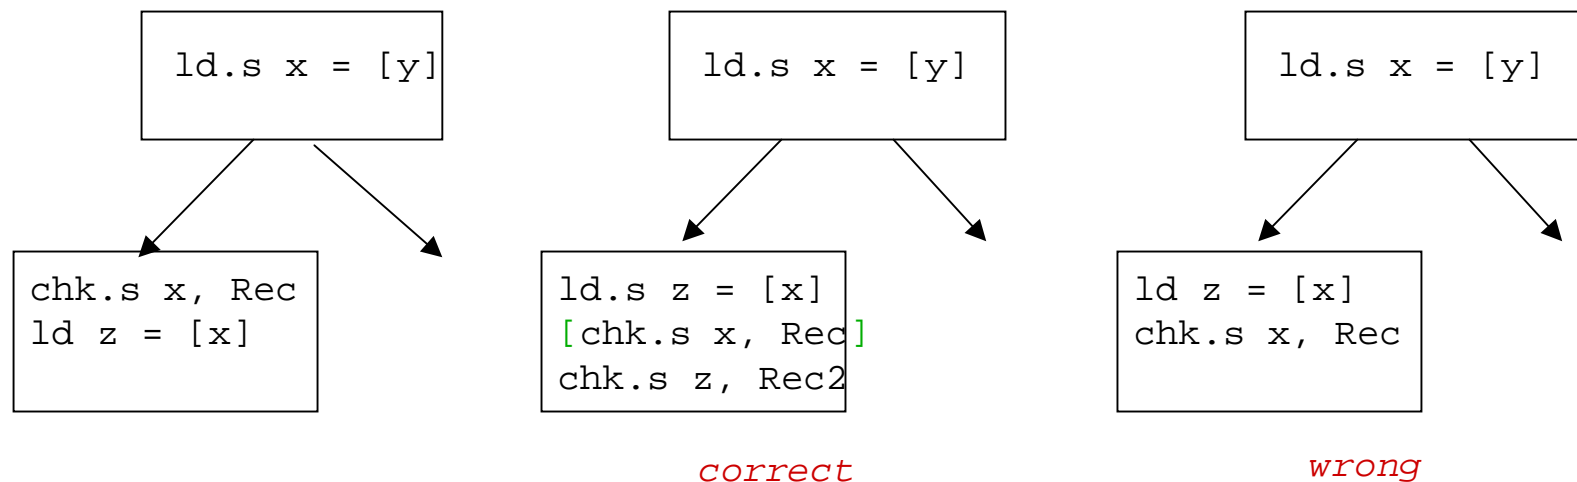 ld.s x = [y]
chk.s x, Rec
ld z = [x]
ld.s x = [y]
ld.s z = [x]
[chk.s x, Rec]
chk.s z, Rec2
correct
ld.s x = [y]
ld z = [x]
chk.s x, Rec
wrong